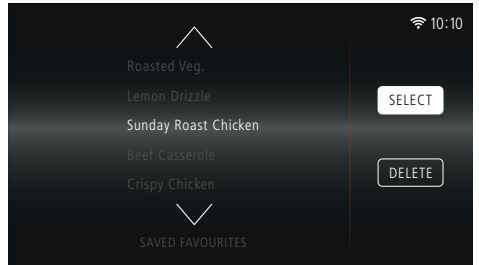 10:10
Roasted Veg.
Lemon Drizzle
SELECT
Sunday Roast Chicken
Beef Casserole
DELETE
Crispy Chicken
SAVED FAVOURITES